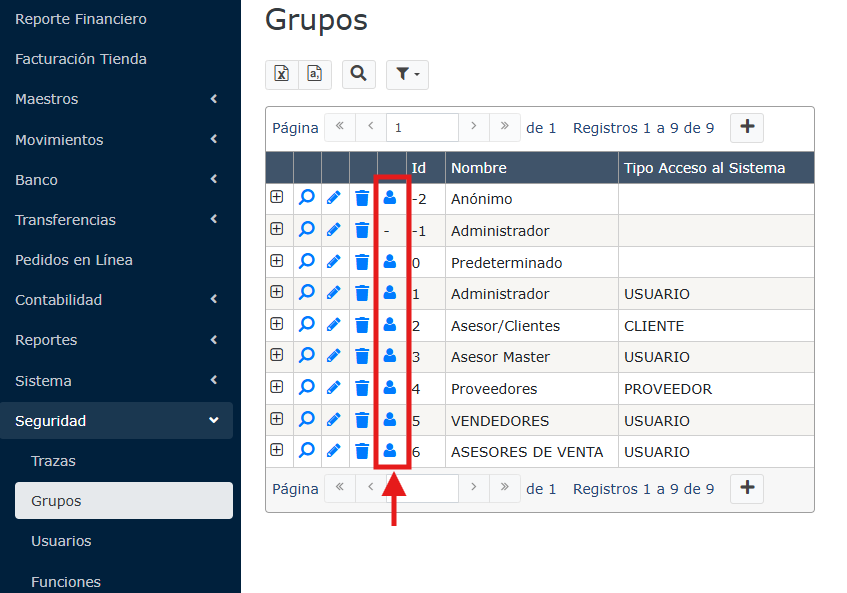 Reporte Financiero
Facturación Tienda
Maestros
Movimientos
Banco
Transferencias
Pedidos en Línea
Contabilidad
Reportes
Sistema
Seguridad
Trazas
Grupos
Usuarios
Funciones
Grupos
Página 1 de 1 Registros 1 a 9 de 9
Id Nombre Tipo Acceso al Sistema
-2 Anónimo
- -1 Administrador
0 Predeterminado
1 Administrador USUARIO
2 Asesor/Clientes CLIENTE
3 Asesor Master USUARIO
4 Proveedores PROVEEDOR
5 VENDEDORES USUARIO
6 ASESORES DE VENTA USUARIO
Página de 1 Registros 1 a 9 de 9